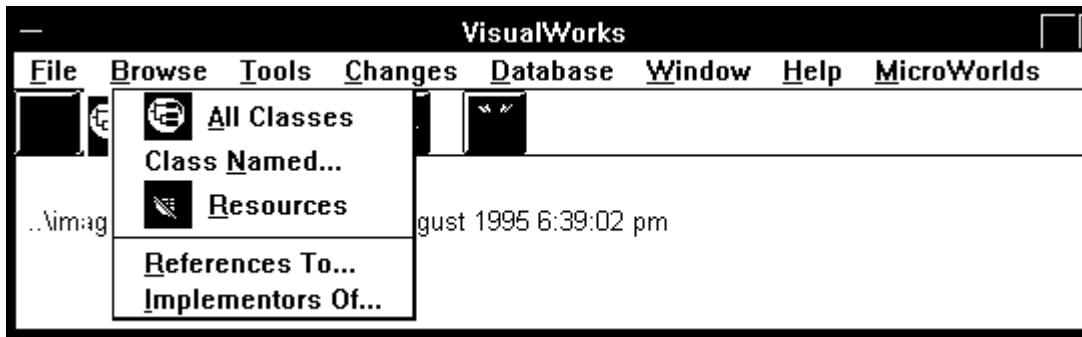 VisualWorks
File Browse Tools Changes Database Window Help MicroWorlds
All Classes
Class Named...
Resources
..\imag gust 1995 6:39:02 pm
References To...
Implementors Of...